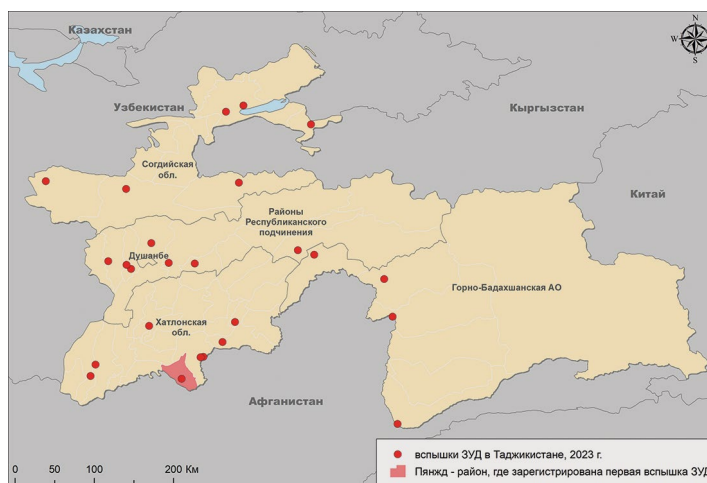 Казахстан
N
W
E
S
Узбекистан
Кыргызстан
Согдийская
обл.
Китай
Районы
Республиканского
подчинения
Душанбе
Горно-Бадахшанская АО
Хатлонская
обл.
Афганистан
вспышки ЗУД в Таджикистане, 2023 г.
Пянжд - район, где зарегистрирована первая вспышка ЗУД
0 50 100 200 Км